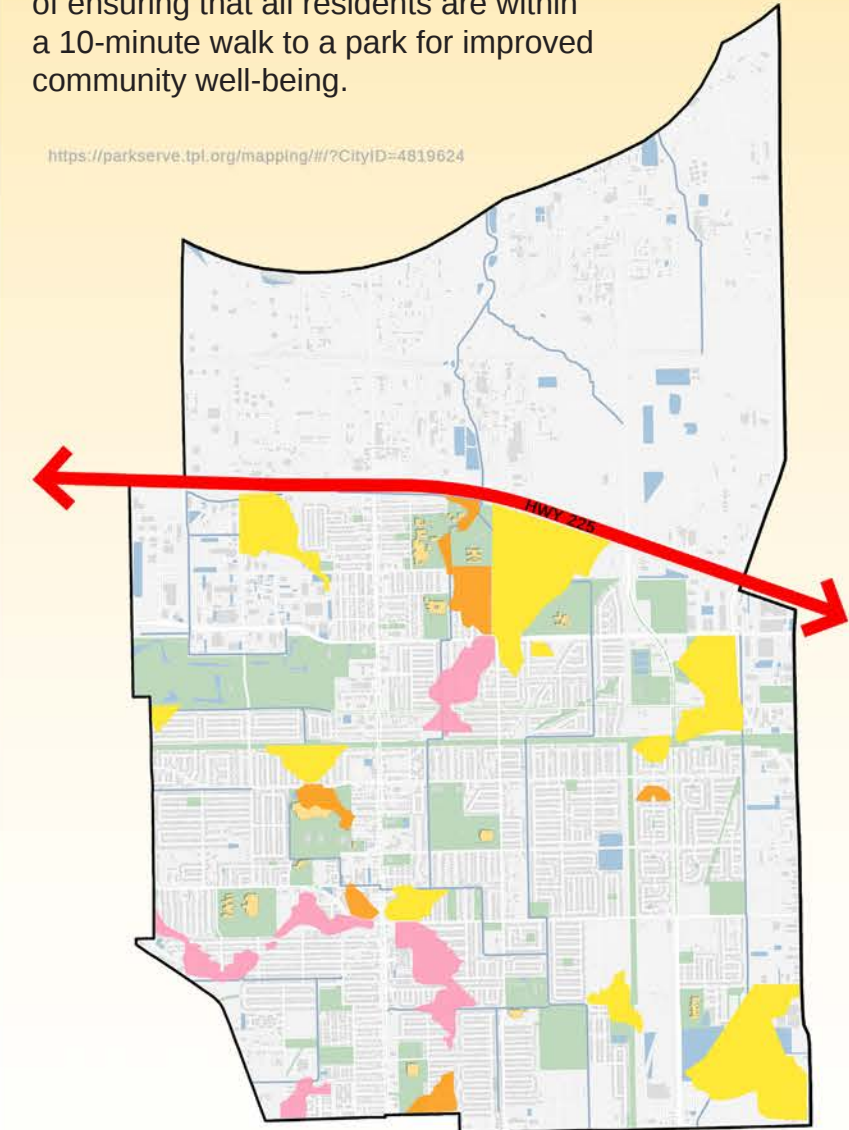 of ensuring that all residents are within
a 10-minute walk to a park for improved
community well-being.
https://parkserve.tpl.org/mapping/#/?CityID=4819624
HWY 225